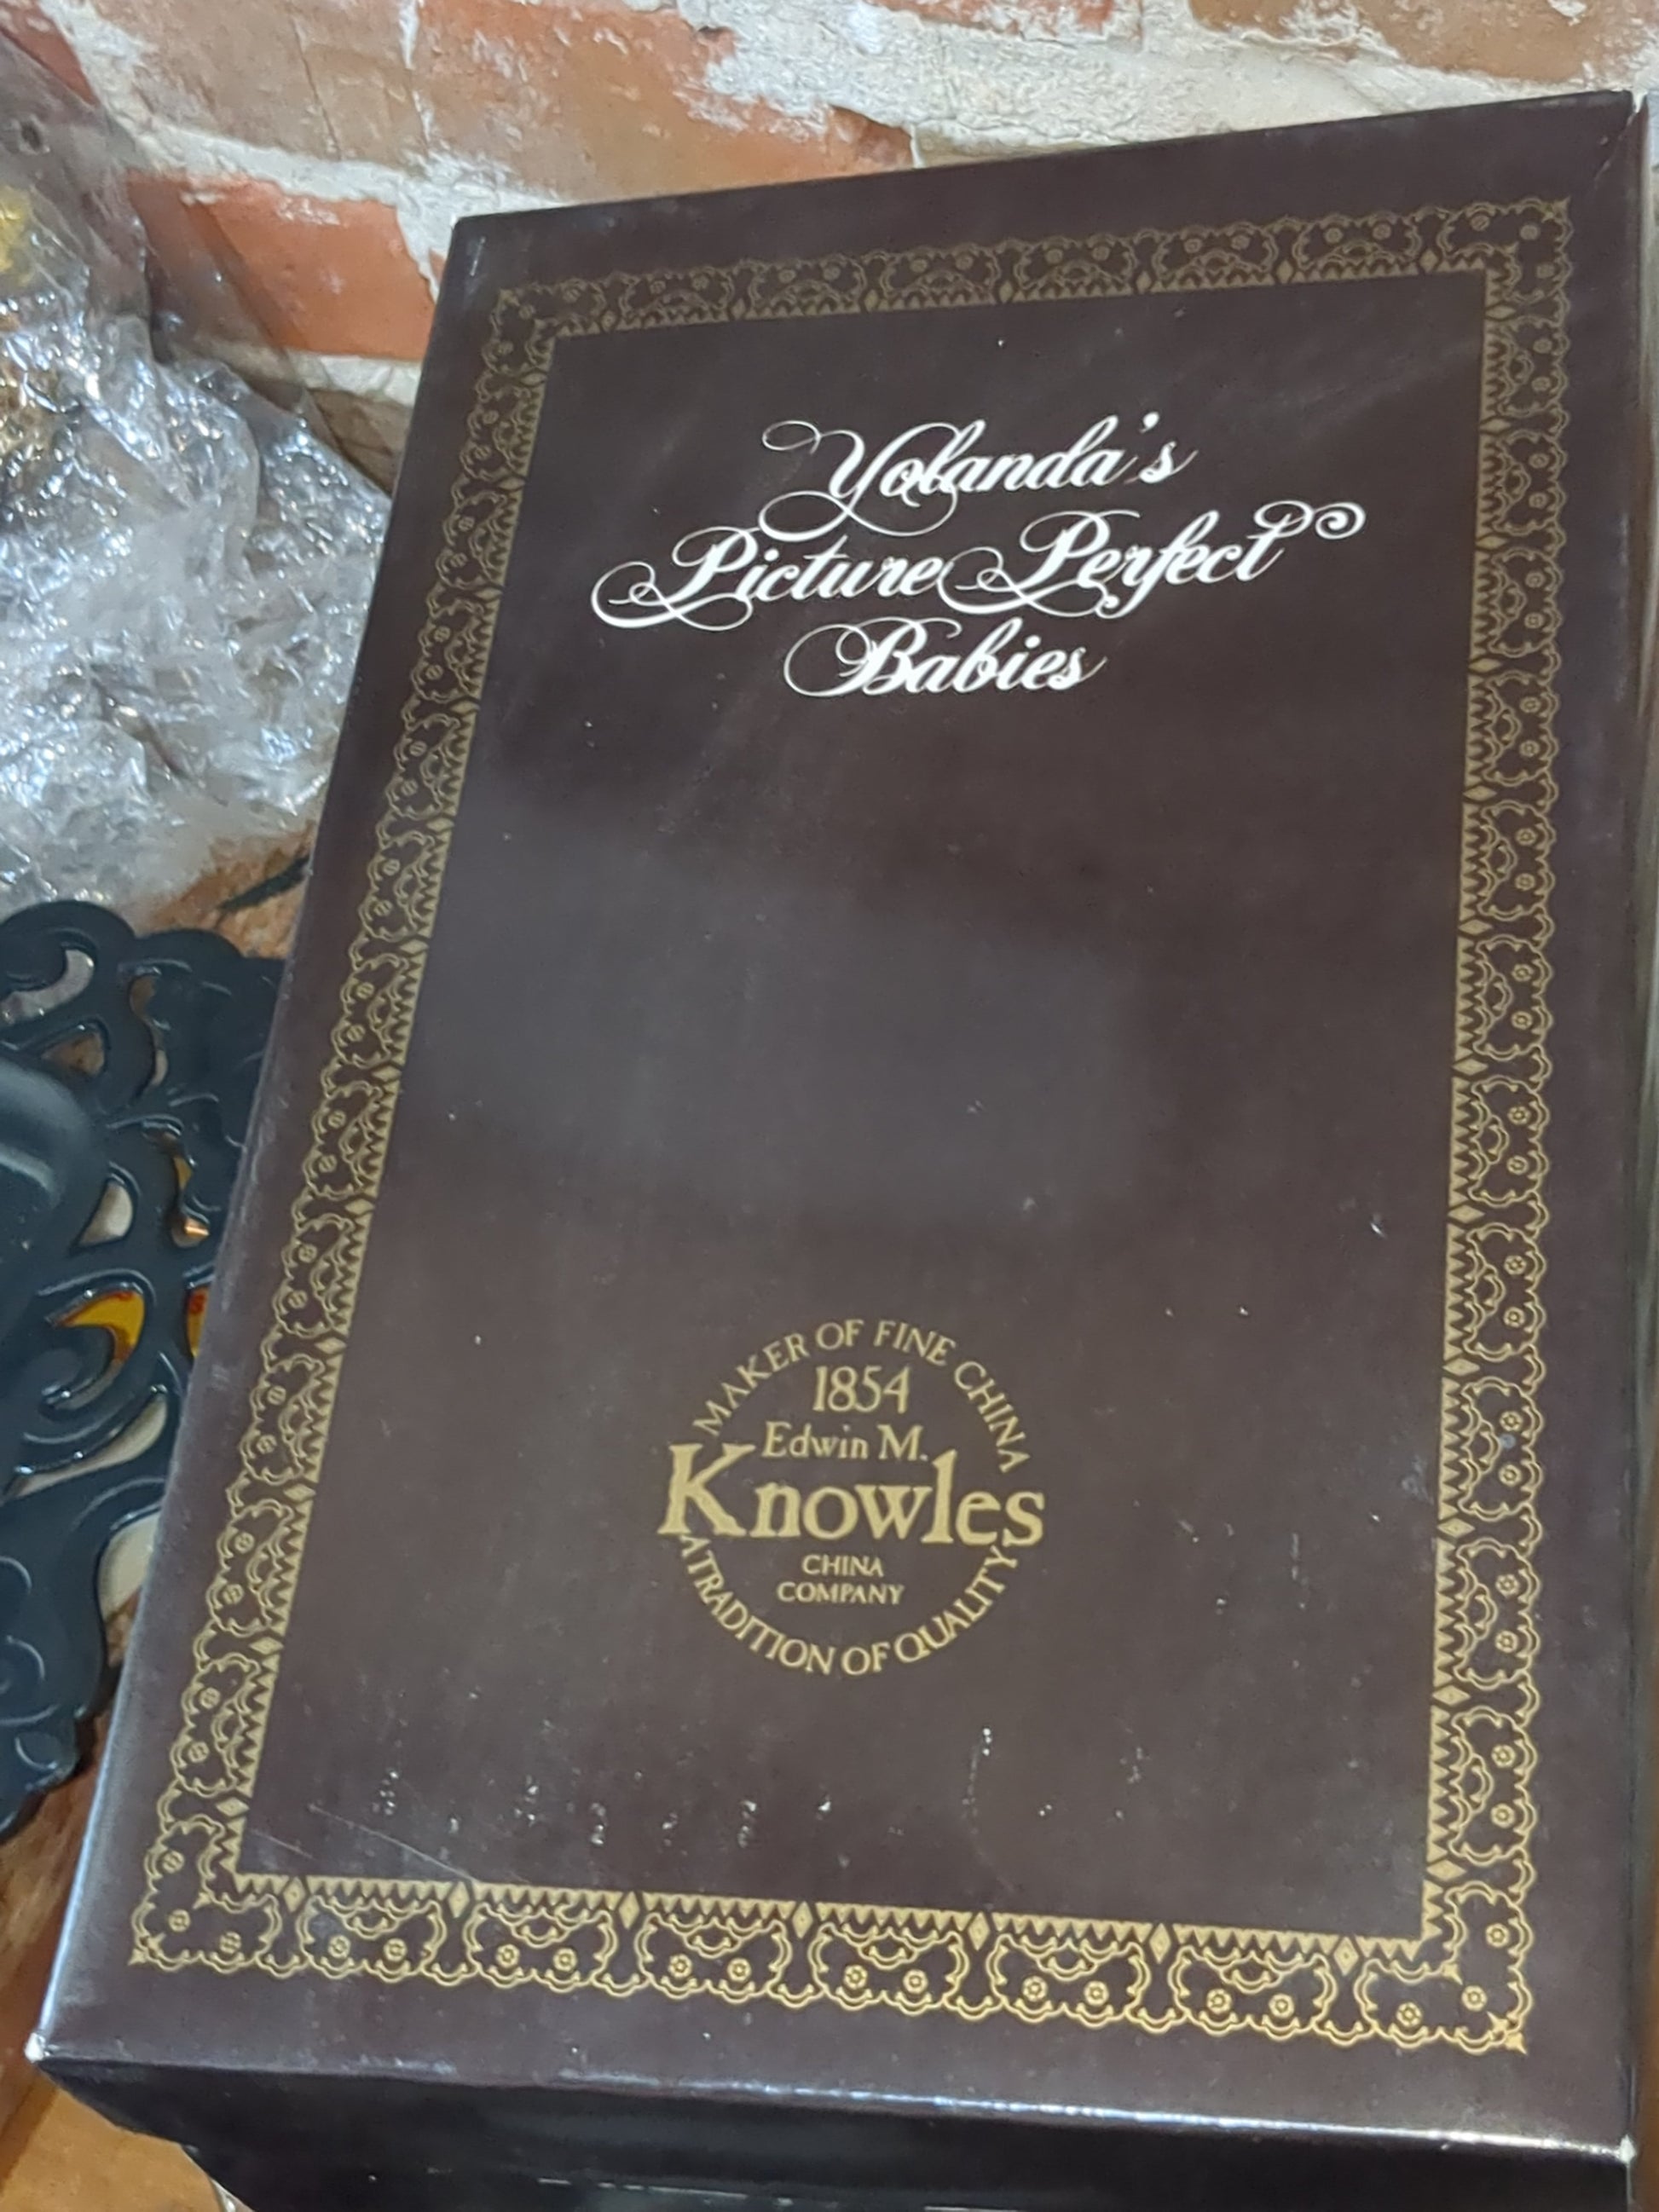 Yolanda's
Picture Perfect
Babies
MAKER OF FINE CHINA
1854
Edwin M.
Knowles
CHINA
COMPANY
A TRADITION OF QUALITY